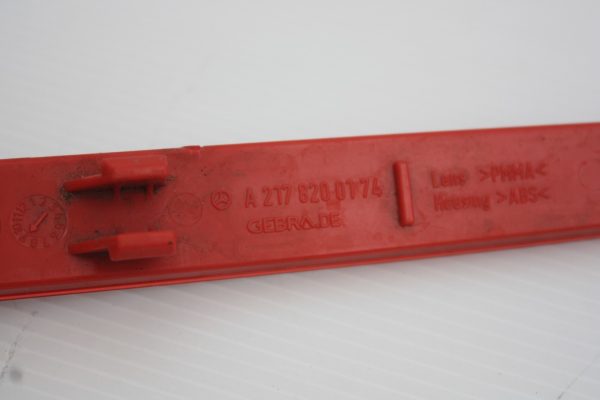 A 217 820 01 74
GEBRA.DE
Lens >PMMA<
Housing >ABS<